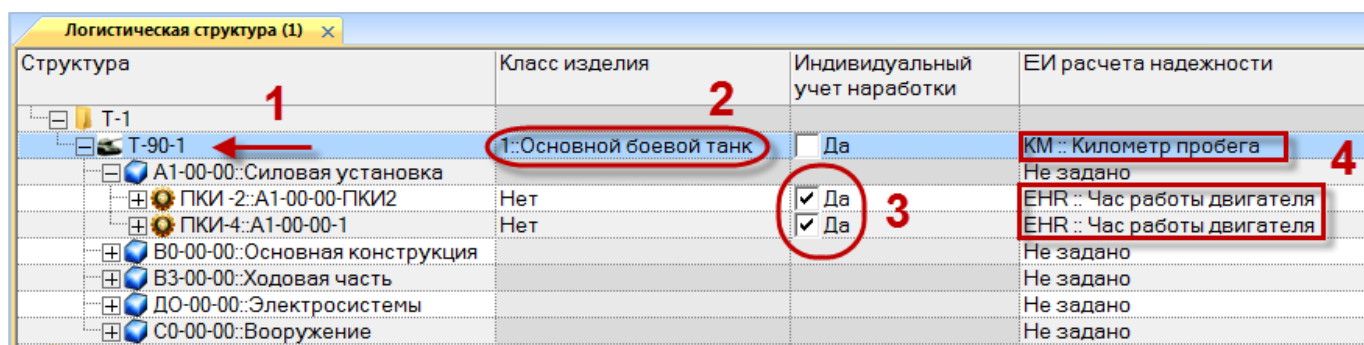 Логистическая структура (1) ×
Структура Класс изделия Индивидуальный учет наработки ЕИ расчета надежности
1 2
Т-1
Т-90-1 1::Основной боевой танк Да KM :: Километр пробега 4
А1-00-00::Силовая установка Не задано
ПКИ -2::А1-00-00-ПКИ2 Нет Да EHR :: Час работы двигателя
3
ПКИ-4::А1-00-00-1 Нет Да EHR :: Час работы двигателя
В0-00-00::Основная конструкция Не задано
В3-00-00::Ходовая часть Не задано
ДО-00-00::Электросистемы Не задано
С0-00-00::Вооружение Не задано